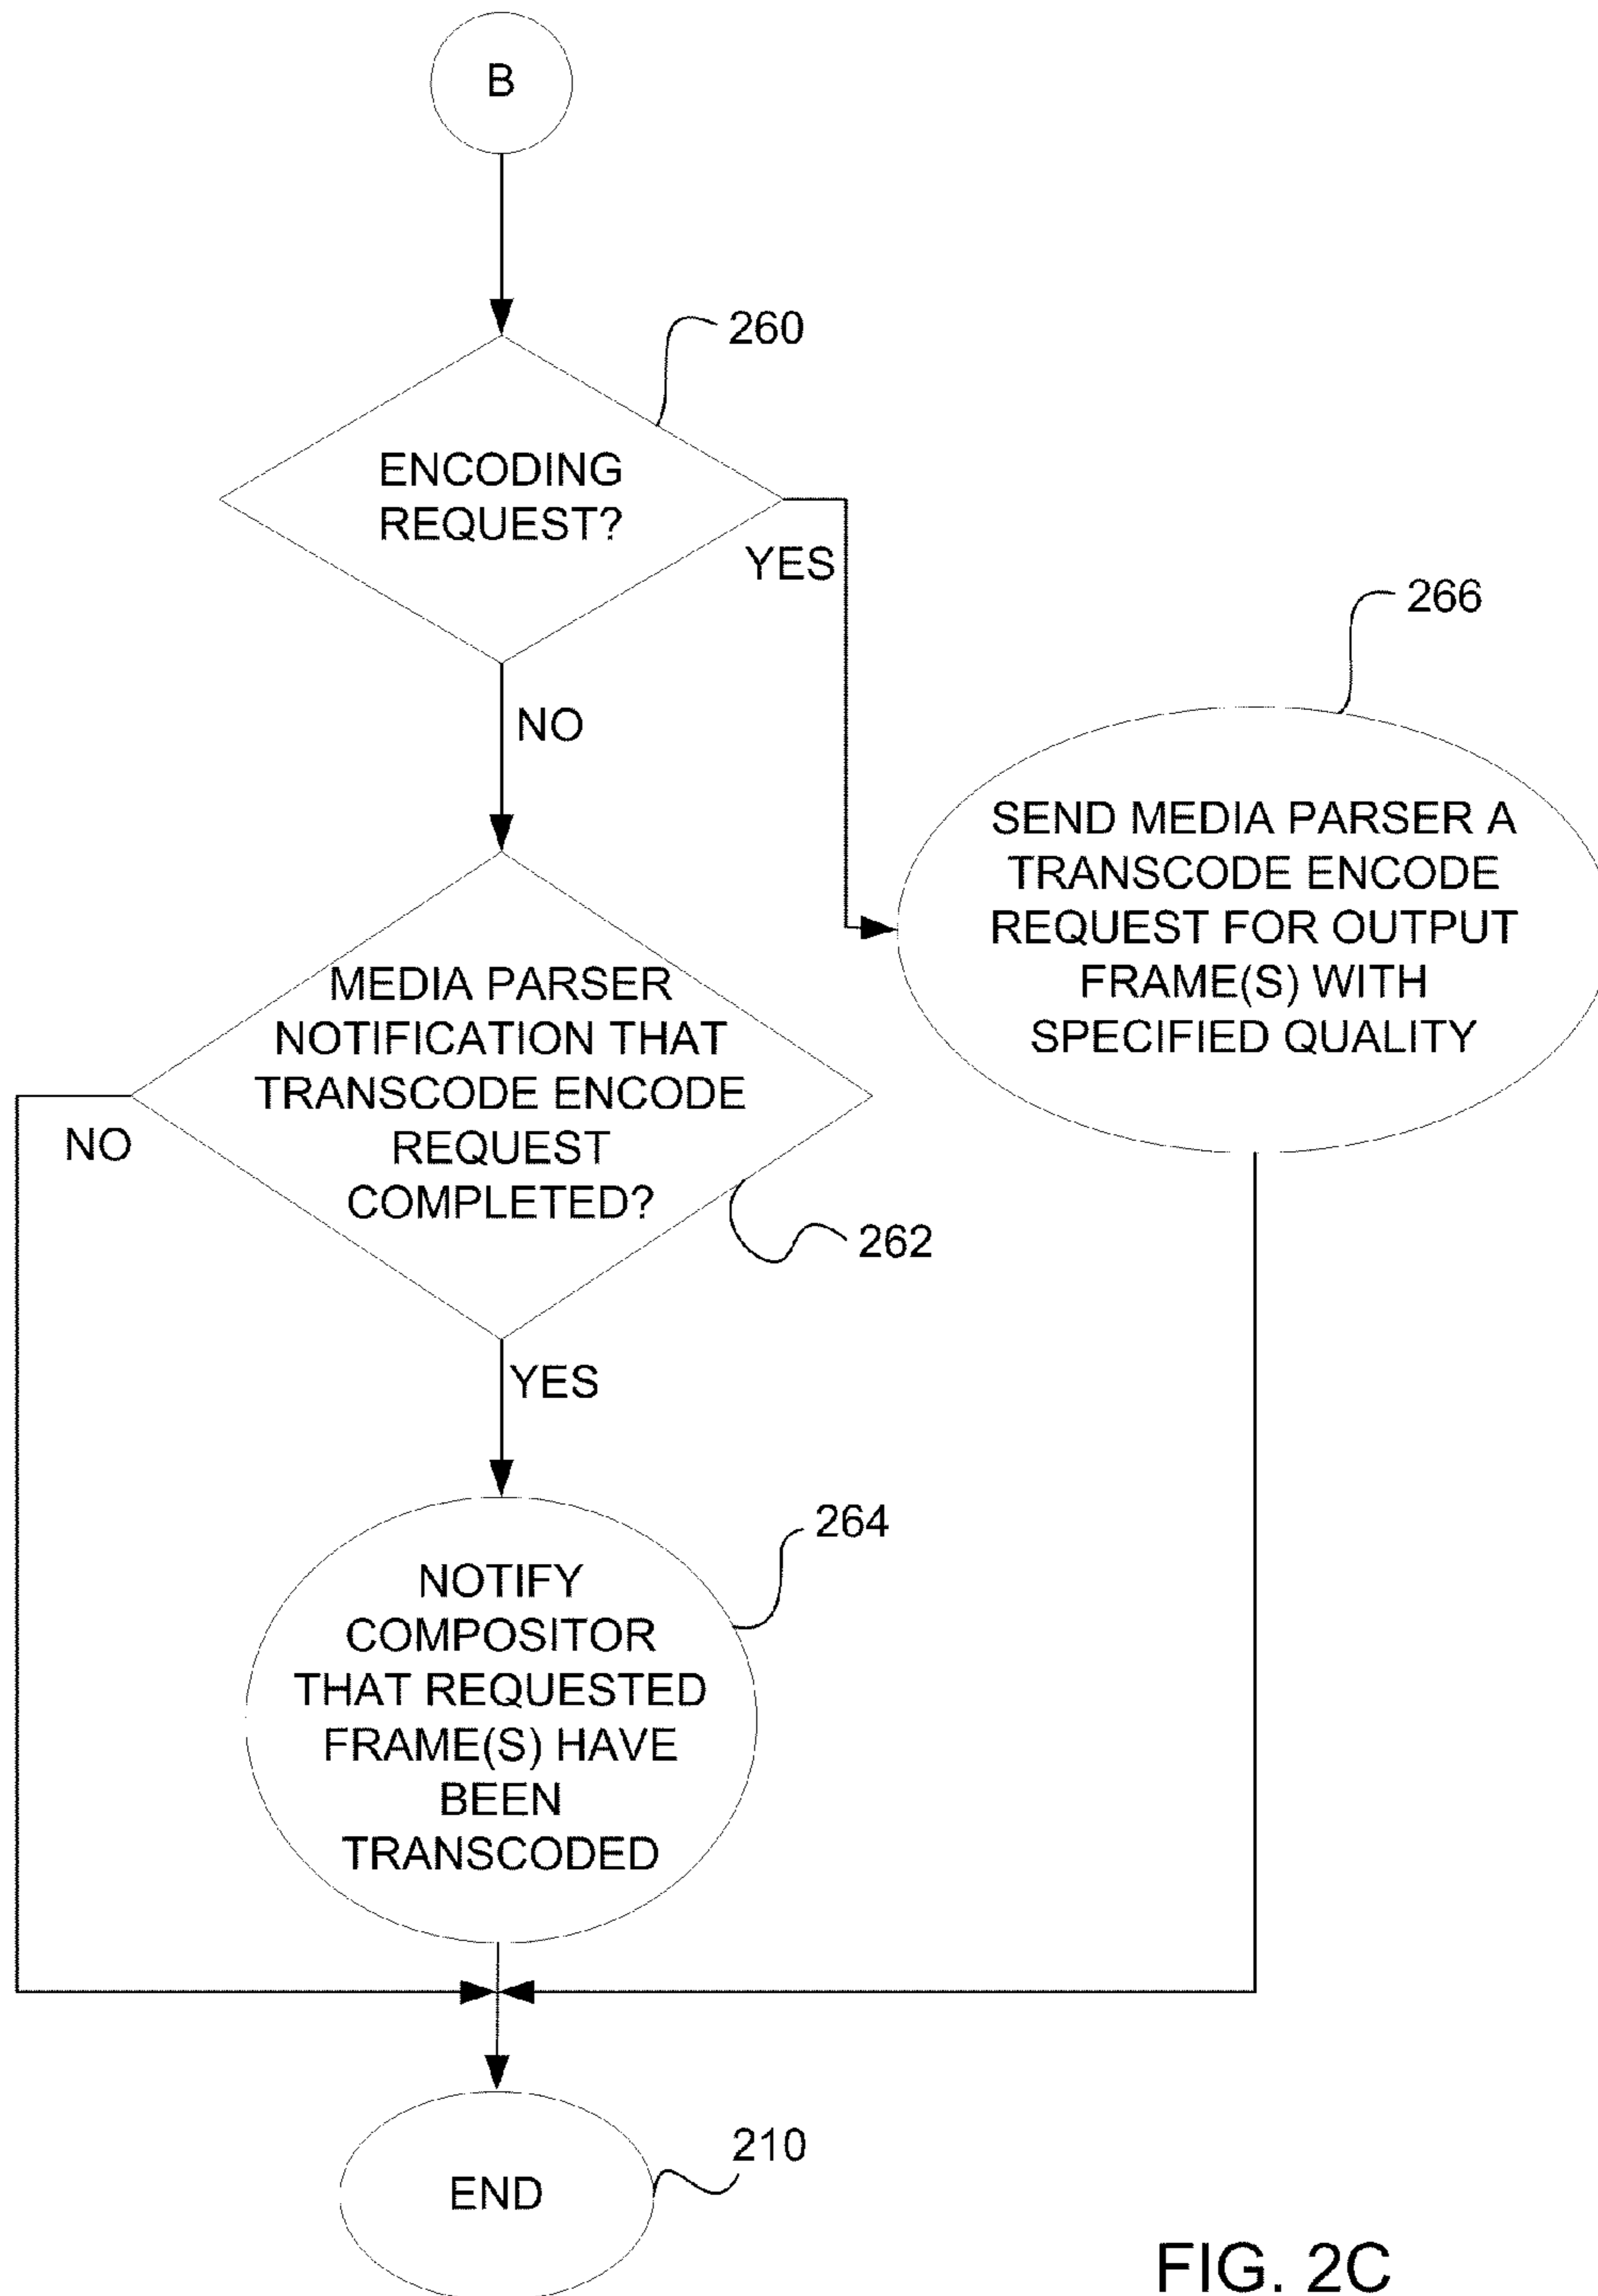 B
260
ENCODING
REQUEST?
YES
266
NO
SEND MEDIA PARSER A
TRANSCODE ENCODE
REQUEST FOR OUTPUT
FRAME(S) WITH
SPECIFIED QUALITY
MEDIA PARSER
NOTIFICATION THAT
TRANSCODE ENCODE
REQUEST
COMPLETED?
NO
262
YES
264
NOTIFY
COMPOSITOR
THAT REQUESTED
FRAME(S) HAVE
BEEN
TRANSCODED
210
END
FIG. 2C